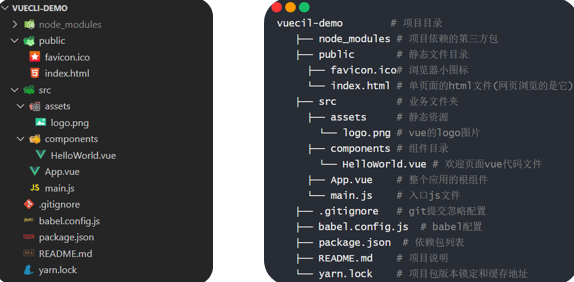 VUECLI-DEMO
node_modules
public
favicon.ico
index.html
src
assets
logo.png
components
HelloWorld.vue
App.vue
main.js
.gitignore
babel.config.js
package.json
README.md
yarn.lock
vuecil-demo # 项目目录
├── node_modules # 项目依赖的第三方包
├── public # 静态文件目录
├── favicon.ico# 浏览器小图标
└── index.html # 单页面的html文件(网页浏览的是它)
├── src # 业务文件夹
├── assets # 静态资源
└── logo.png # vue的logo图片
├── components # 组件目录
└── HelloWorld.vue # 欢迎页面vue代码文件
├── App.vue # 整个应用的根组件
└── main.js # 入口js文件
├── .gitignore # git提交忽略配置
├── babel.config.js # babel配置
├── package.json # 依赖包列表
├── README.md # 项目说明
└── yarn.lock # 项目包版本锁定和缓存地址